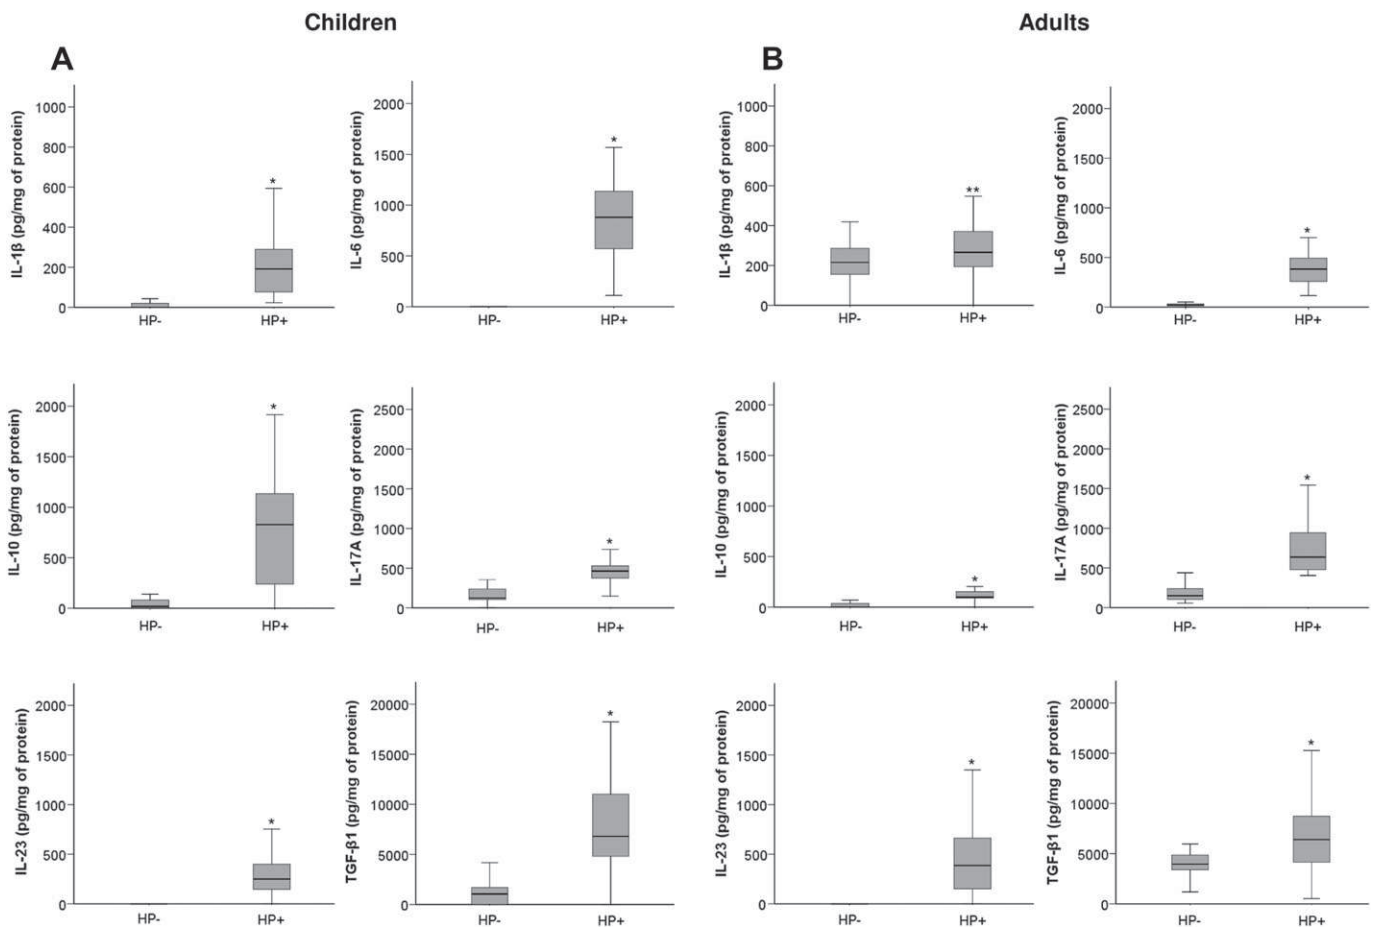 Children
Adults
A
B
IL-1β (pg/mg of protein)
1000
800
600
400
200
0
*
HP-
HP+
IL-6 (pg/mg of protein)
2000
1500
1000
500
0
*
HP-
HP+
IL-1β (pg/mg of protein)
1000
800
600
400
200
0
**
HP-
HP+
IL-6 (pg/mg of protein)
2000
1500
1000
500
0
*
HP-
HP+
IL-10 (pg/mg of protein)
2000
1500
1000
500
0
*
HP-
HP+
IL-17A (pg/mg of protein)
2500
2000
1500
1000
500
0
*
HP-
HP+
IL-10 (pg/mg of protein)
2000
1500
1000
500
0
*
HP-
HP+
IL-17A (pg/mg of protein)
2500
2000
1500
1000
500
0
*
HP-
HP+
IL-23 (pg/mg of protein)
2000
1500
1000
500
0
*
HP-
HP+
TGF-β1 (pg/mg of protein)
20000
15000
10000
5000
0
*
HP-
HP+
IL-23 (pg/mg of protein)
2000
1500
1000
500
0
*
HP-
HP+
TGF-β1 (pg/mg of protein)
20000
15000
10000
5000
0
*
HP-
HP+